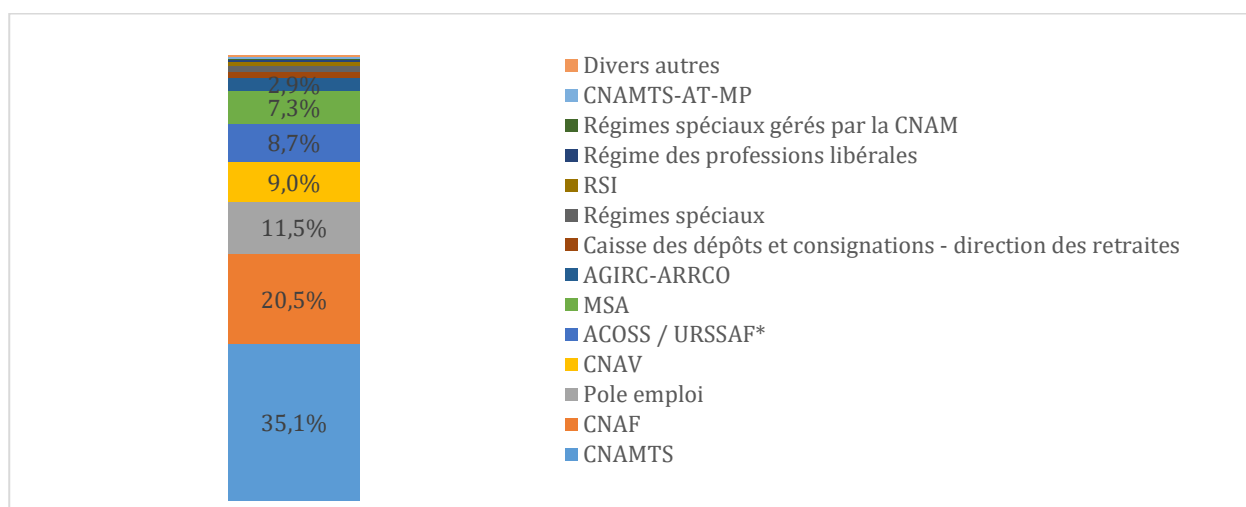 2,9%
7,3%
8,7%
9,0%
11,5%
20,5%
35,1%
Divers autres
CNAMTS-AT-MP
Régimes spéciaux gérés par la CNAM
Régime des professions libérales
RSI
Régimes spéciaux
Caisse des dépôts et consignations - direction des retraites
AGIRC-ARRCO
MSA
ACOSS / URSSAF*
CNAV
Pole emploi
CNAF
CNAMTS